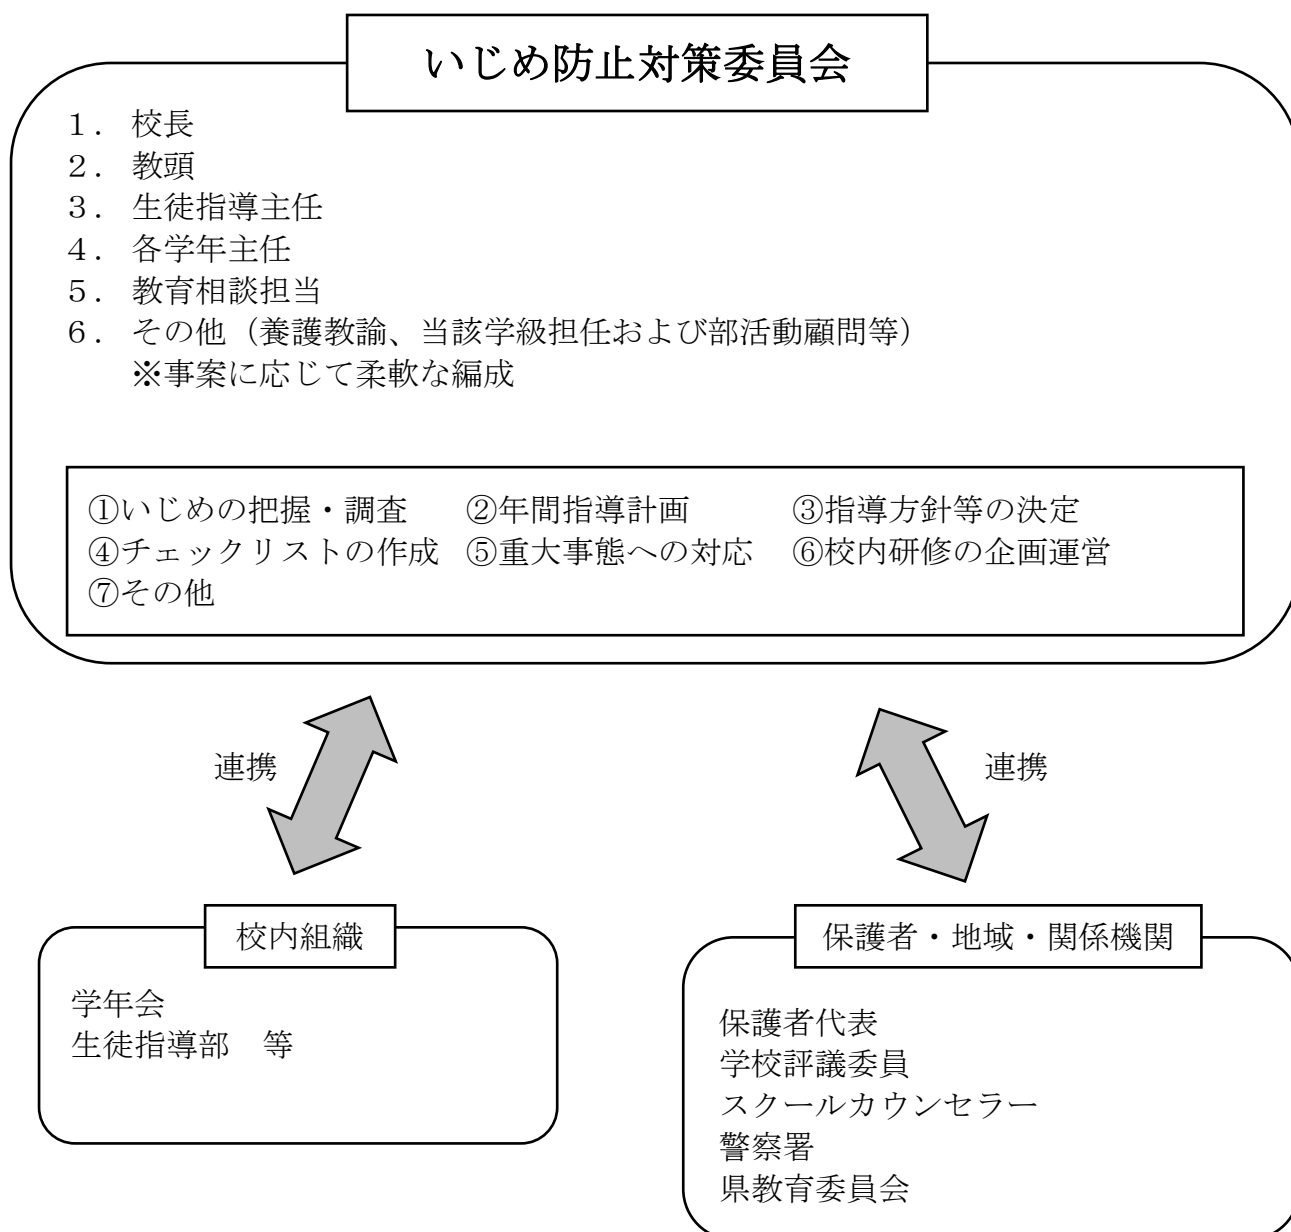 いじめ防止対策委員会
１．校長
２．教頭
３．生徒指導主任
４．各学年主任
５．教育相談担当
６．その他（養護教諭、当該学級担任および部活動顧問等）
※事案に応じて柔軟な編成
①いじめの把握・調査　②年間指導計画　③指導方針等の決定
④チェックリストの作成　⑤重大事態への対応　⑥校内研修の企画運営
⑦その他
連携
連携
校内組織
学年会
生徒指導部　等
保護者・地域・関係機関
保護者代表
学校評議委員
スクールカウンセラー
警察署
県教育委員会